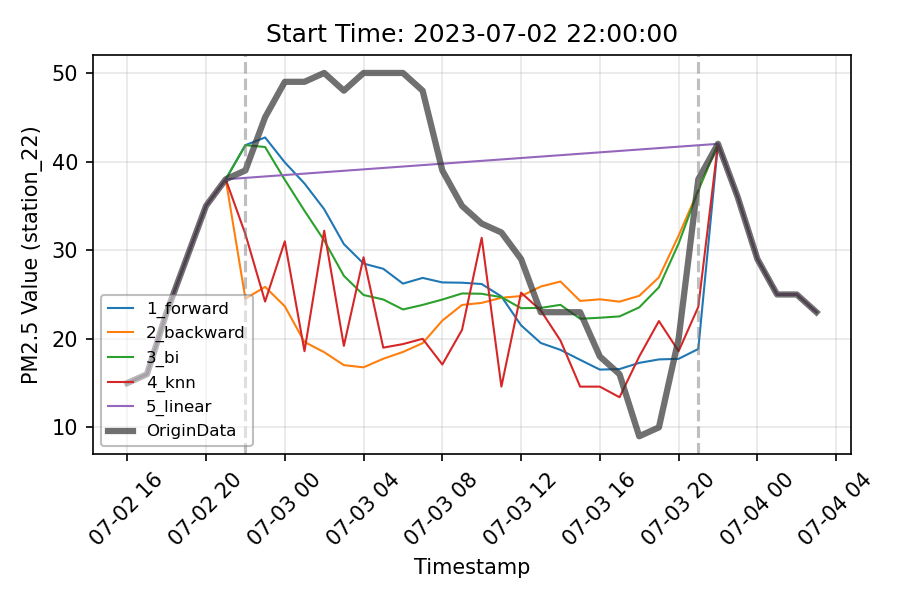 Start Time: 2023-07-02 22:00:00
PM2.5 Value (station_22)
50
40
30
20
10
1_forward
2_backward
3_bi
4_knn
5_linear
OriginData
07-02 16
07-02 20
07-03 00
07-03 04
07-03 08
07-03 12
07-03 16
07-03 20
07-04 00
07-04 04
Timestamp